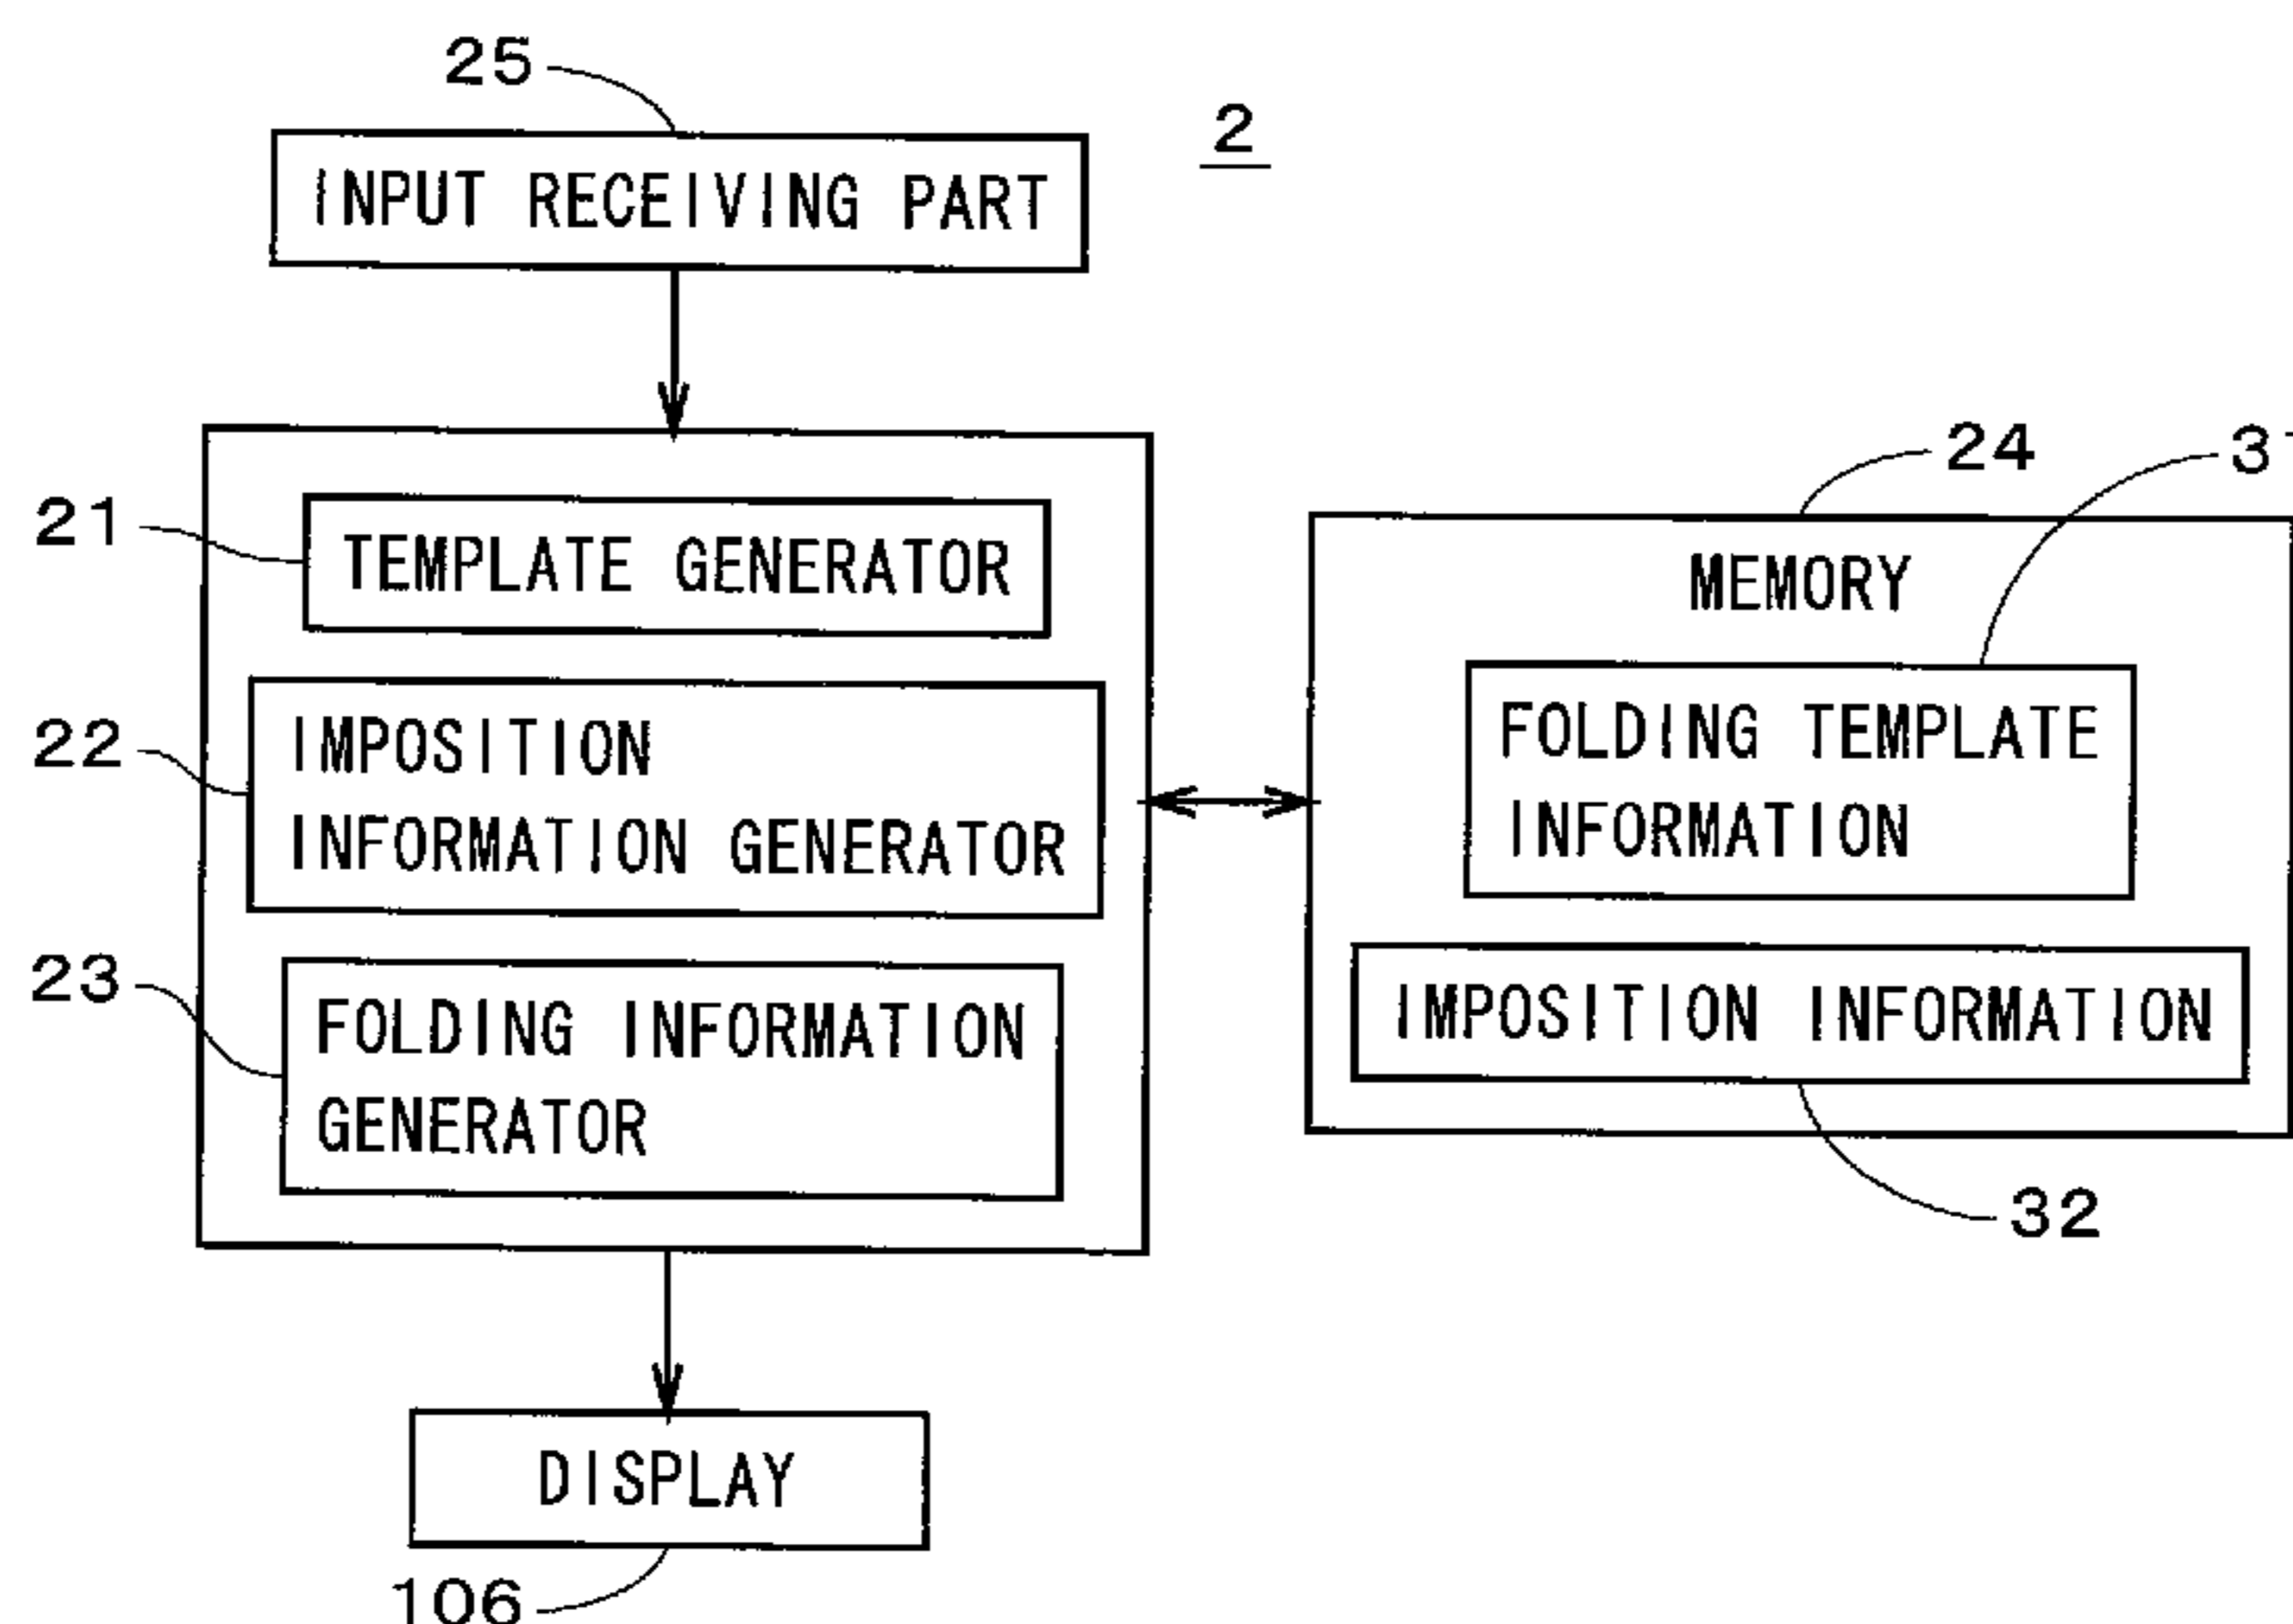 25
2
INPUT RECEIVING PART
24
21
TEMPLATE GENERATOR
MEMORY
22
IMPOSITION
INFORMATION GENERATOR
FOLDING TEMPLATE
INFORMATION
23
FOLDING INFORMATION
GENERATOR
IMPOSITION INFORMATION
32
DISPLAY
106